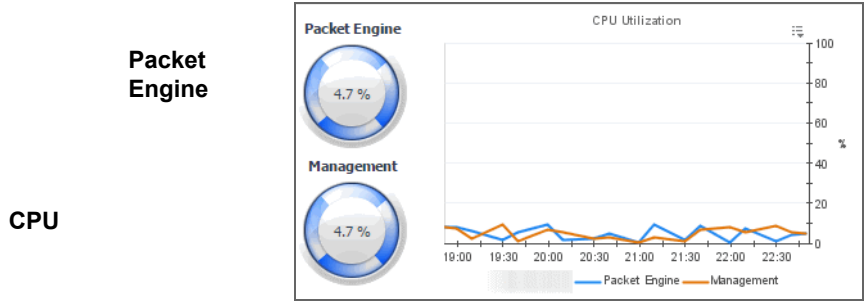 Packet
Engine
CPU
Packet Engine
4.7 %
Management
4.7 %
CPU Utilization
100
80
60
%
40
20
0
19:00 19:30 20:00 20:30 21:00 21:30 22:00 22:30
Packet Engine Management